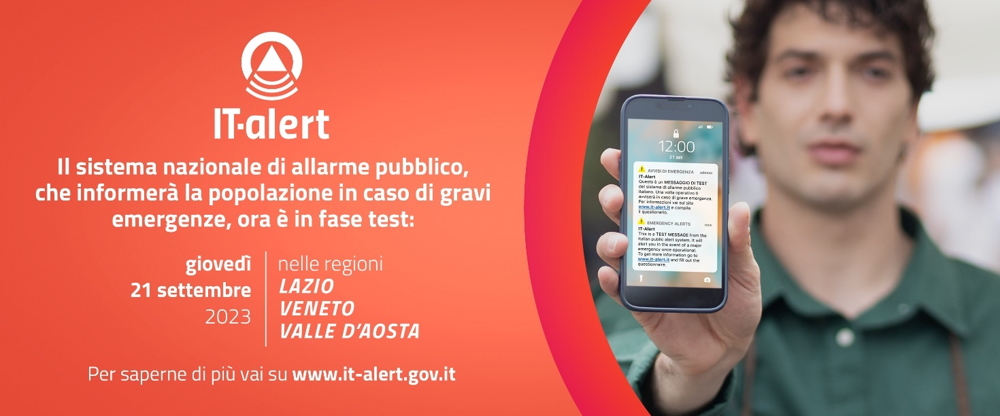 IT-alert
Il sistema nazionale di allarme pubblico,
che informerà la popolazione in caso di gravi
emergenze, ora è in fase test:
giovedì
21 settembre
2023
nelle regioni
LAZIO
VENETO
VALLE D'AOSTA
Per saperne di più vai su www.it-alert.gov.it
12:00
21 set
AVVISI DI EMERGENZA adesso
IT-Alert
Questo è un MESSAGGIO DI TEST
del sistema di allarme pubblico
italiano. Una volta operativo ti
avviserà in caso di grave emergenza.
Per informazioni vai sul sito
www.it-alert.it e compila
il questionario.
EMERGENCY ALERTS now
IT-Alert
This is a TEST MESSAGE from the
Italian public alert system. It will
alert you in the event of a major
emergency once operational.
To get more information go to
www.it-alert.it and fill out the
questionnaire.